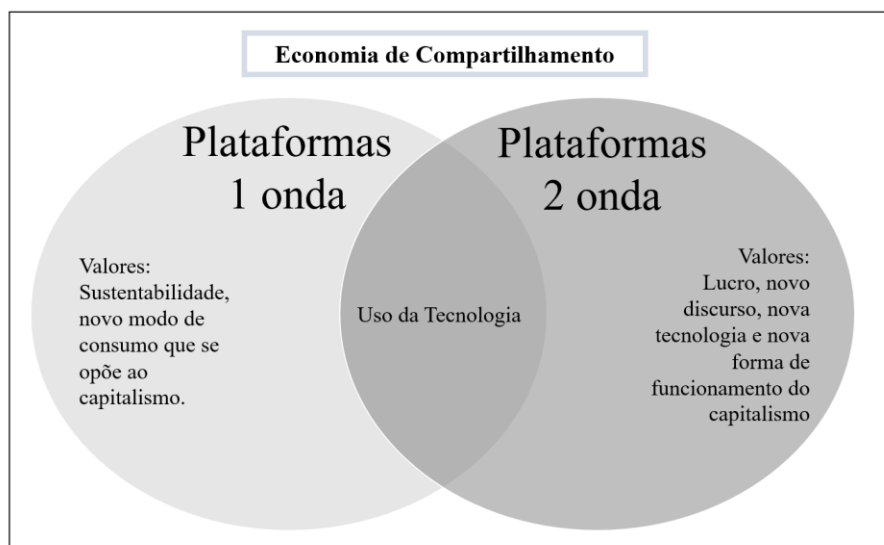 Economia de Compartilhamento
Plataformas
1 onda
Plataformas
2 onda
Valores:
Sustentabilidade,
novo modo de
consumo que se
opõe ao
capitalismo.
Uso da Tecnologia
Valores:
Lucro, novo
discurso, nova
tecnologia e nova
forma de
funcionamento do
capitalismo